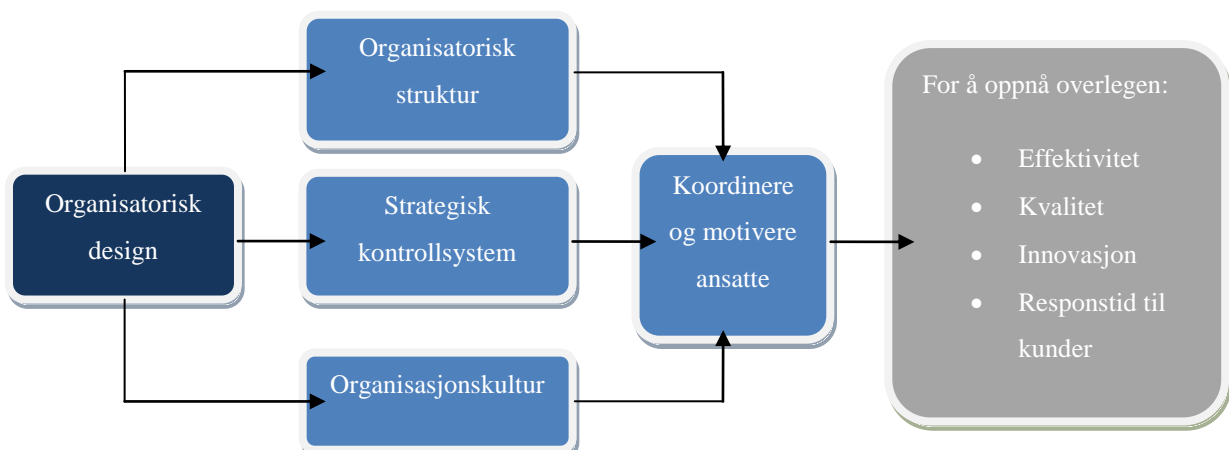 Organisatorisk
struktur
Organisatorisk
design
Strategisk
kontrollsystem
Organisasjonskultur
Koordinere
og motivere
ansatte
For å oppnå overlegen:
• Effektivitet
• Kvalitet
• Innovasjon
• Responstid til
kunder